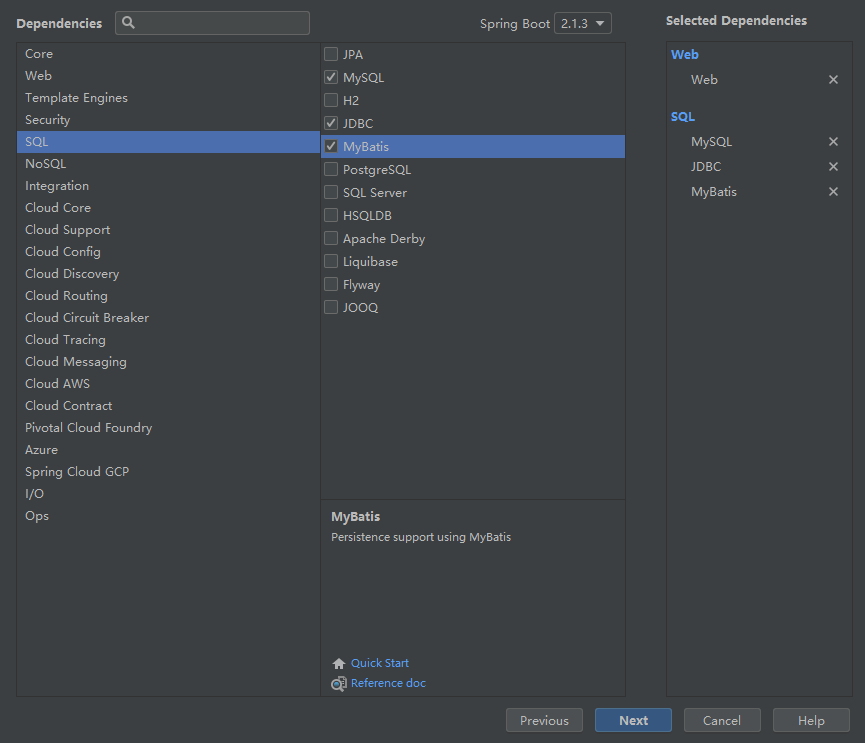 Dependencies
Spring Boot 2.1.3
Selected Dependencies
Core
Web
Template Engines
Security
SQL
NoSQL
Integration
Cloud Core
Cloud Support
Cloud Config
Cloud Discovery
Cloud Routing
Cloud Circuit Breaker
Cloud Tracing
Cloud Messaging
Cloud AWS
Cloud Contract
Pivotal Cloud Foundry
Azure
Spring Cloud GCP
I/O
Ops
JPA
MySQL
H2
JDBC
MyBatis
PostgreSQL
SQL Server
HSQLDB
Apache Derby
Liquibase
Flyway
JOOQ
MyBatis
Persistence support using MyBatis
Quick Start
Reference doc
Web
Web
SQL
MySQL
JDBC
MyBatis
Previous
Next
Cancel
Help